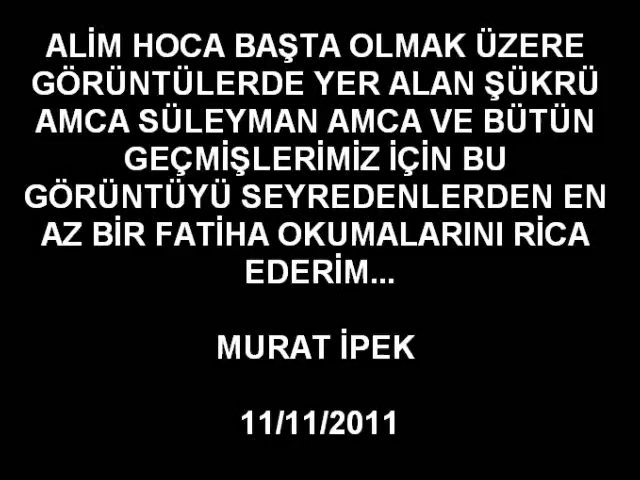 ALİM HOCA BAŞTA OLMAK ÜZERE
GÖRÜNTÜLERDE YER ALAN ŞÜKRÜ
AMCA SÜLEYMAN AMCA VE BÜTÜN
GEÇMİŞLERİMİZ İÇİN BU
GÖRÜNTÜYÜ SEYREDENLERDEN EN
AZ BİR FATİHA OKUMALARINI RİCA
EDERİM...
MURAT İPEK
11/11/2011